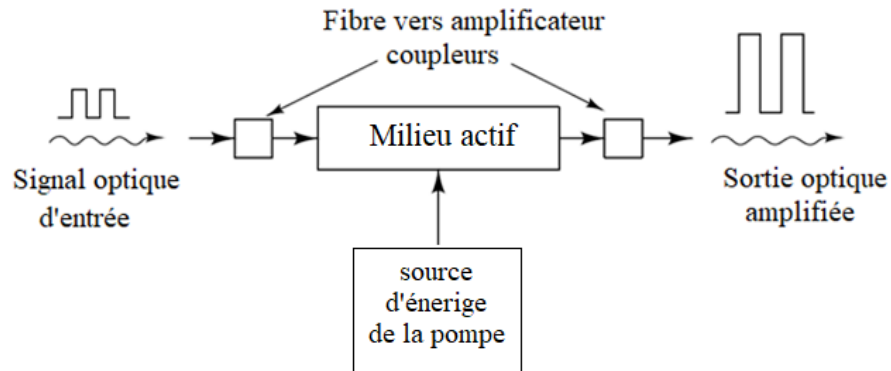 Fibre vers amplificateur
coupleurs
Milieu actif
Signal optique
d'entrée
Sortie optique
amplifiée
source
d'énerige
de la pompe